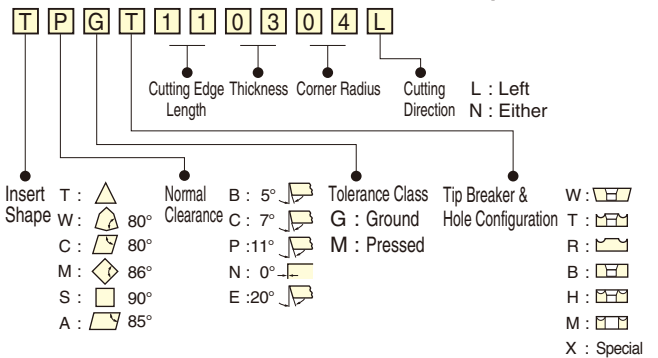 T P G T 1 1 0 3 0 4 L
Cutting Edge Length
Thickness
Corner Radius
Cutting Direction
L : Left
N : Either
Insert Shape
T :
W : 80°
C : 80°
M : 86°
S : 90°
A : 85°
Normal Clearance
B : 5°
C : 7°
P :11°
N : 0°
E :20°
Tolerance Class
G : Ground
M : Pressed
Tip Breaker &
Hole Configuration
W :
T :
R :
B :
H :
M :
X : Special